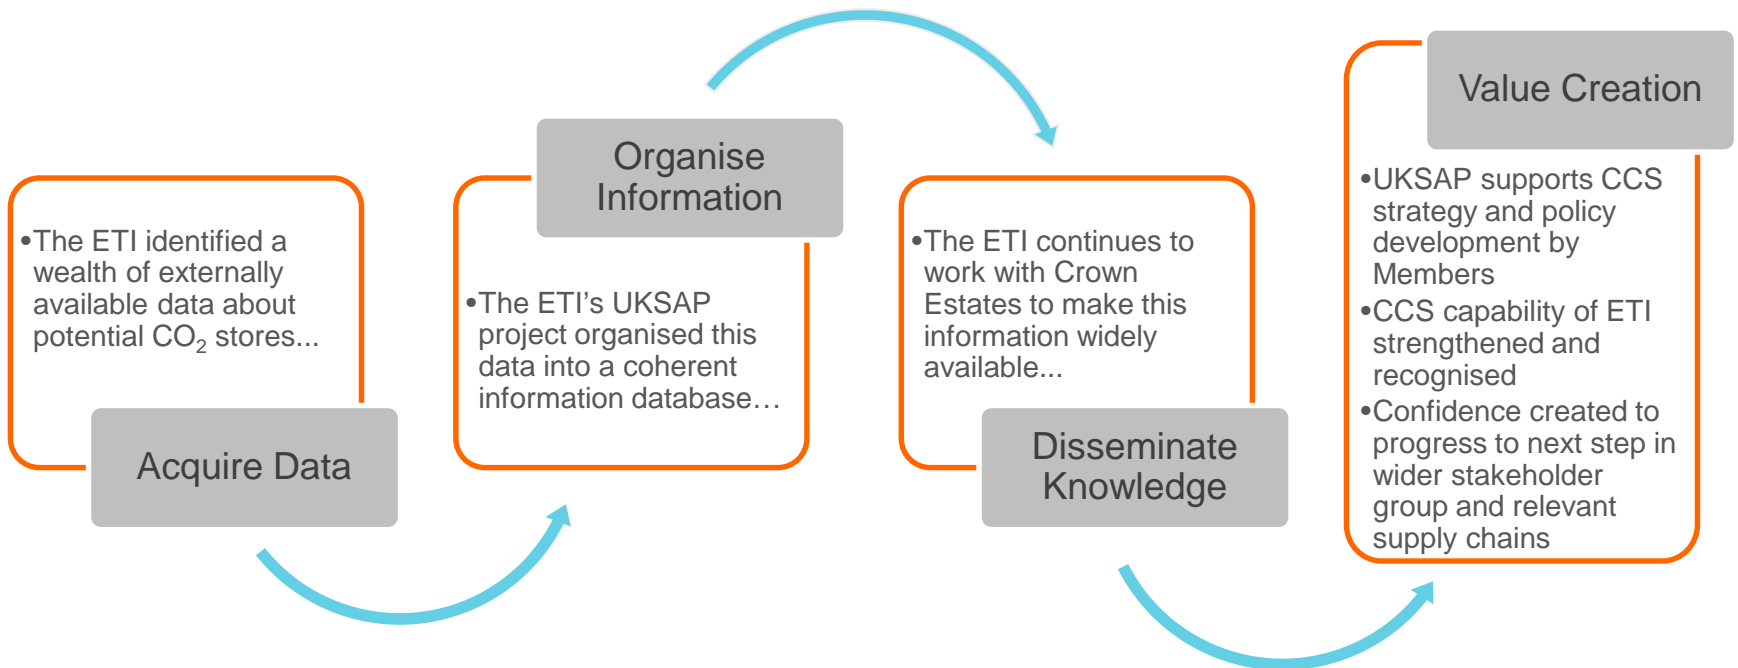 •The ETI identified a
wealth of externally
available data about
potential CO₂ stores...
Acquire Data
Organise
Information
•The ETI’s UKSAP
project organised this
data into a coherent
information database…
•The ETI continues to
work with Crown
Estates to make this
information widely
available...
Disseminate
Knowledge
Value Creation
•UKSAP supports CCS
strategy and policy
development by
Members
•CCS capability of ETI
strengthened and
recognised
•Confidence created to
progress to next step in
wider stakeholder
group and relevant
supply chains